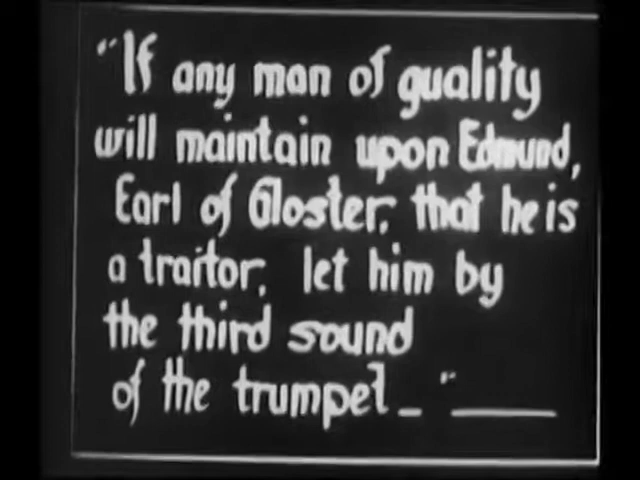 "If any man of quality
will maintain upon Edmund,
Earl of Gloster, that he is
a traitor, let him by
the third sound
of the trumpet_"____